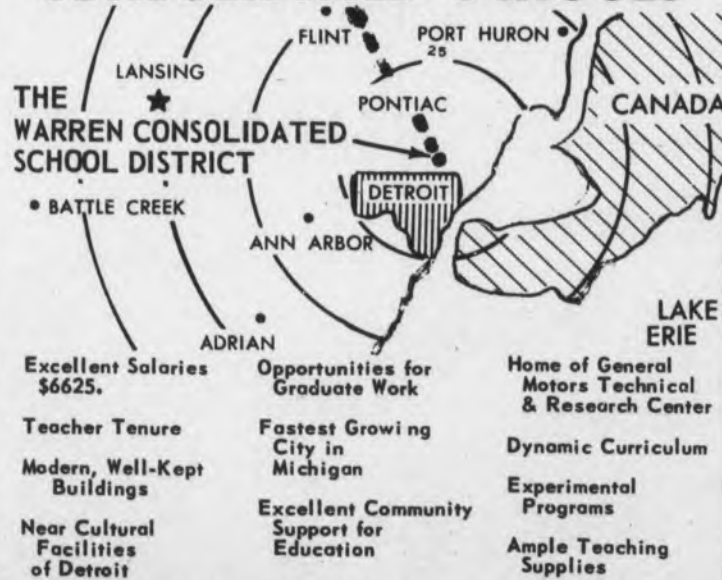 FLINT
PORT HURON
25
LANSING
PONTIAC
CANADA
THE
WARREN CONSOLIDATED
SCHOOL DISTRICT
DETROIT
BATTLE CREEK
ANN ARBOR
LAKE
ERIE
ADRIAN
Excellent Salaries
$6625.
Teacher Tenure
Modern, Well-Kept
Buildings
Near Cultural
Facilities
of Detroit
Opportunities for
Graduate Work
Fastest Growing
City in
Michigan
Excellent Community
Support for
Education
Home of General
Motors Technical
& Research Center
Dynamic Curriculum
Experimental
Programs
Ample Teaching
Supplies